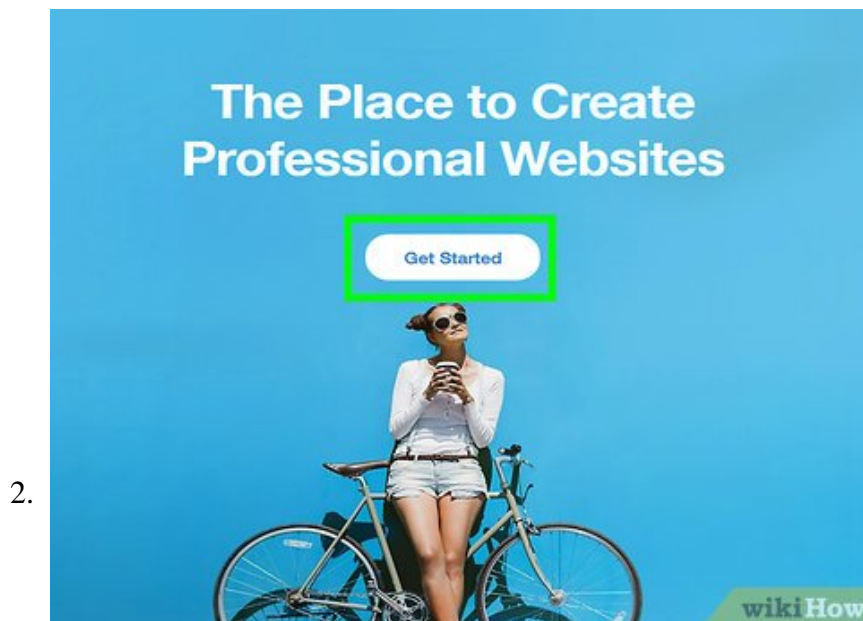 The Place to Create
Professional Websites
Get Started
2.
wikiHow